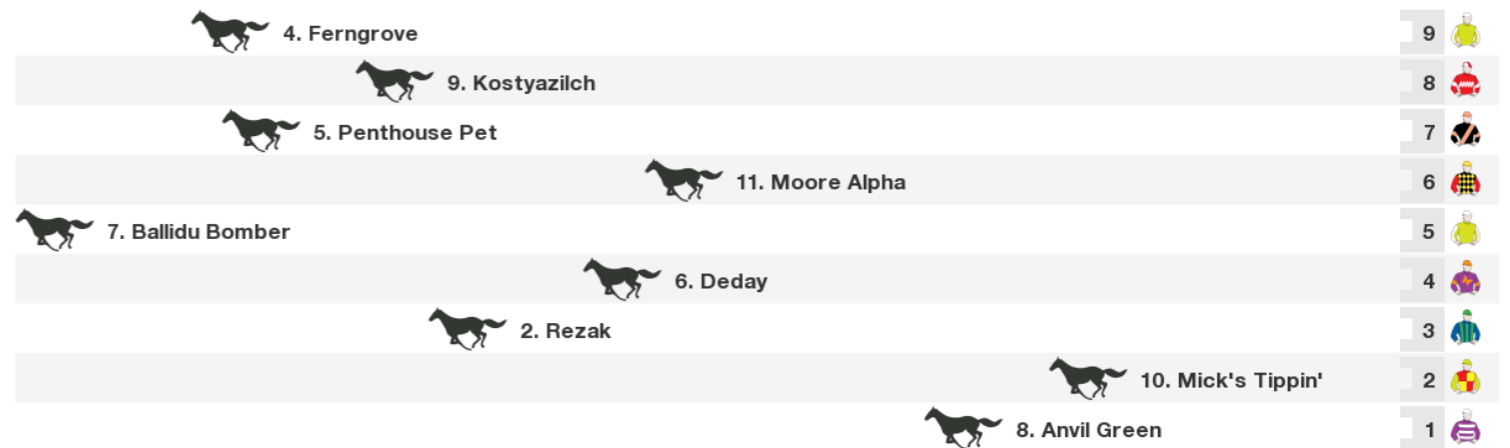 4. Ferngrove 9
9. Kostyazilch 8
5. Penthouse Pet 7
11. Moore Alpha 6
7. Ballidu Bomber 5
6. Deday 4
2. Rezak 3
10. Mick's Tippin' 2
8. Anvil Green 1